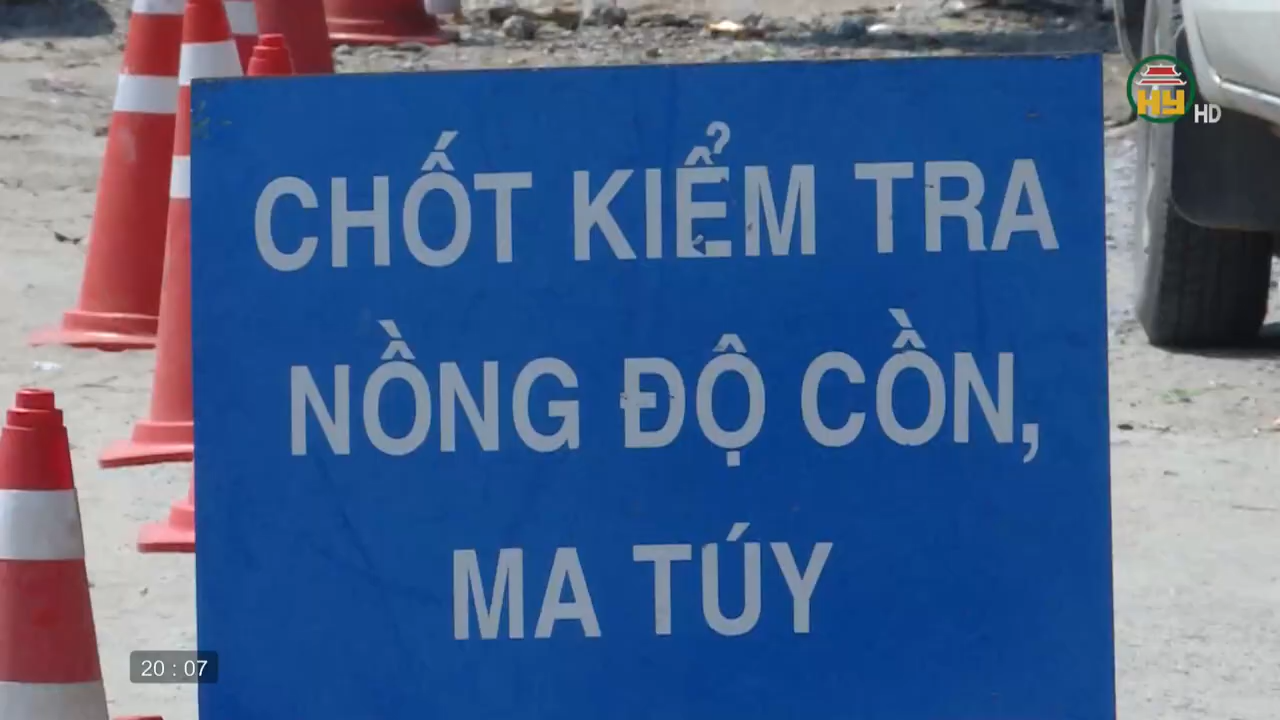 HY HD
CHỐT KIỂM TRA
NỒNG ĐỘ CỒN,
MA TÚY
20 : 07